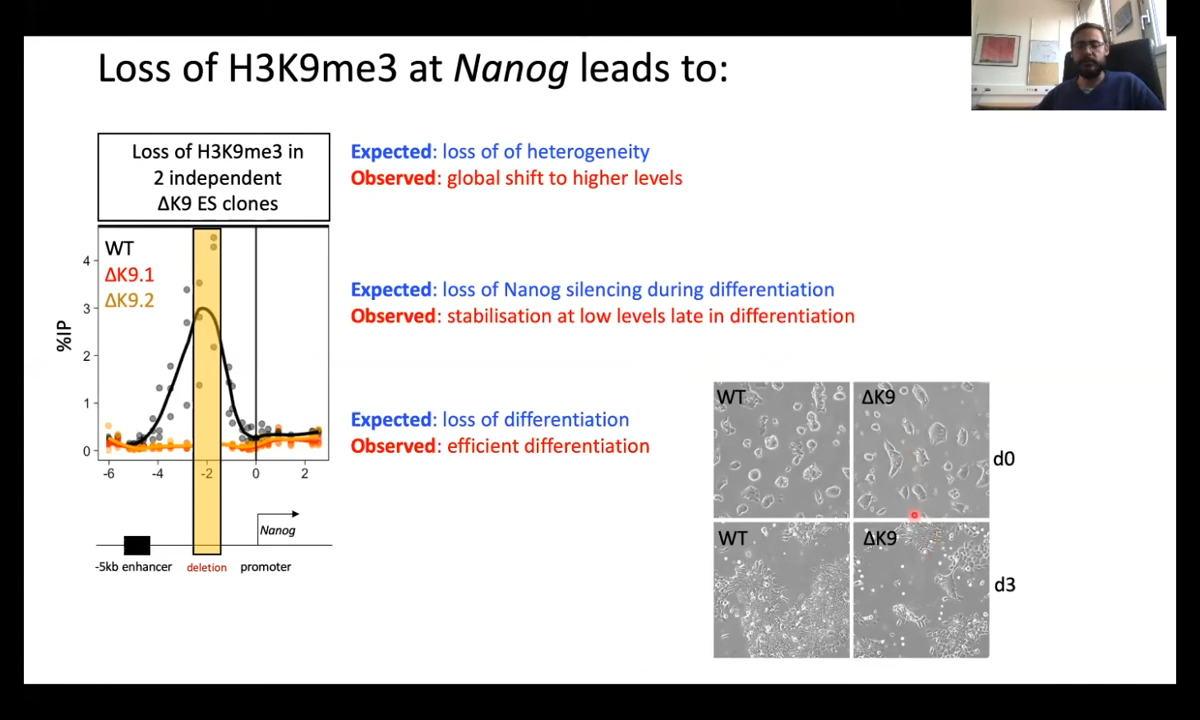 Loss of H3K9me3 at Nanog leads to:
Loss of H3K9me3 in
2 independent
ΔK9 ES clones
Expected: loss of of heterogeneity
Observed: global shift to higher levels
WT
ΔK9.1
ΔK9.2
%IP
4
3
2
1
0
-6
-4
-2
0
2
Nanog
-5kb enhancer
deletion
promoter
Expected: loss of Nanog silencing during differentiation
Observed: stabilisation at low levels late in differentiation
Expected: loss of differentiation
Observed: efficient differentiation
WT
ΔK9
d0
WT
ΔK9
d3